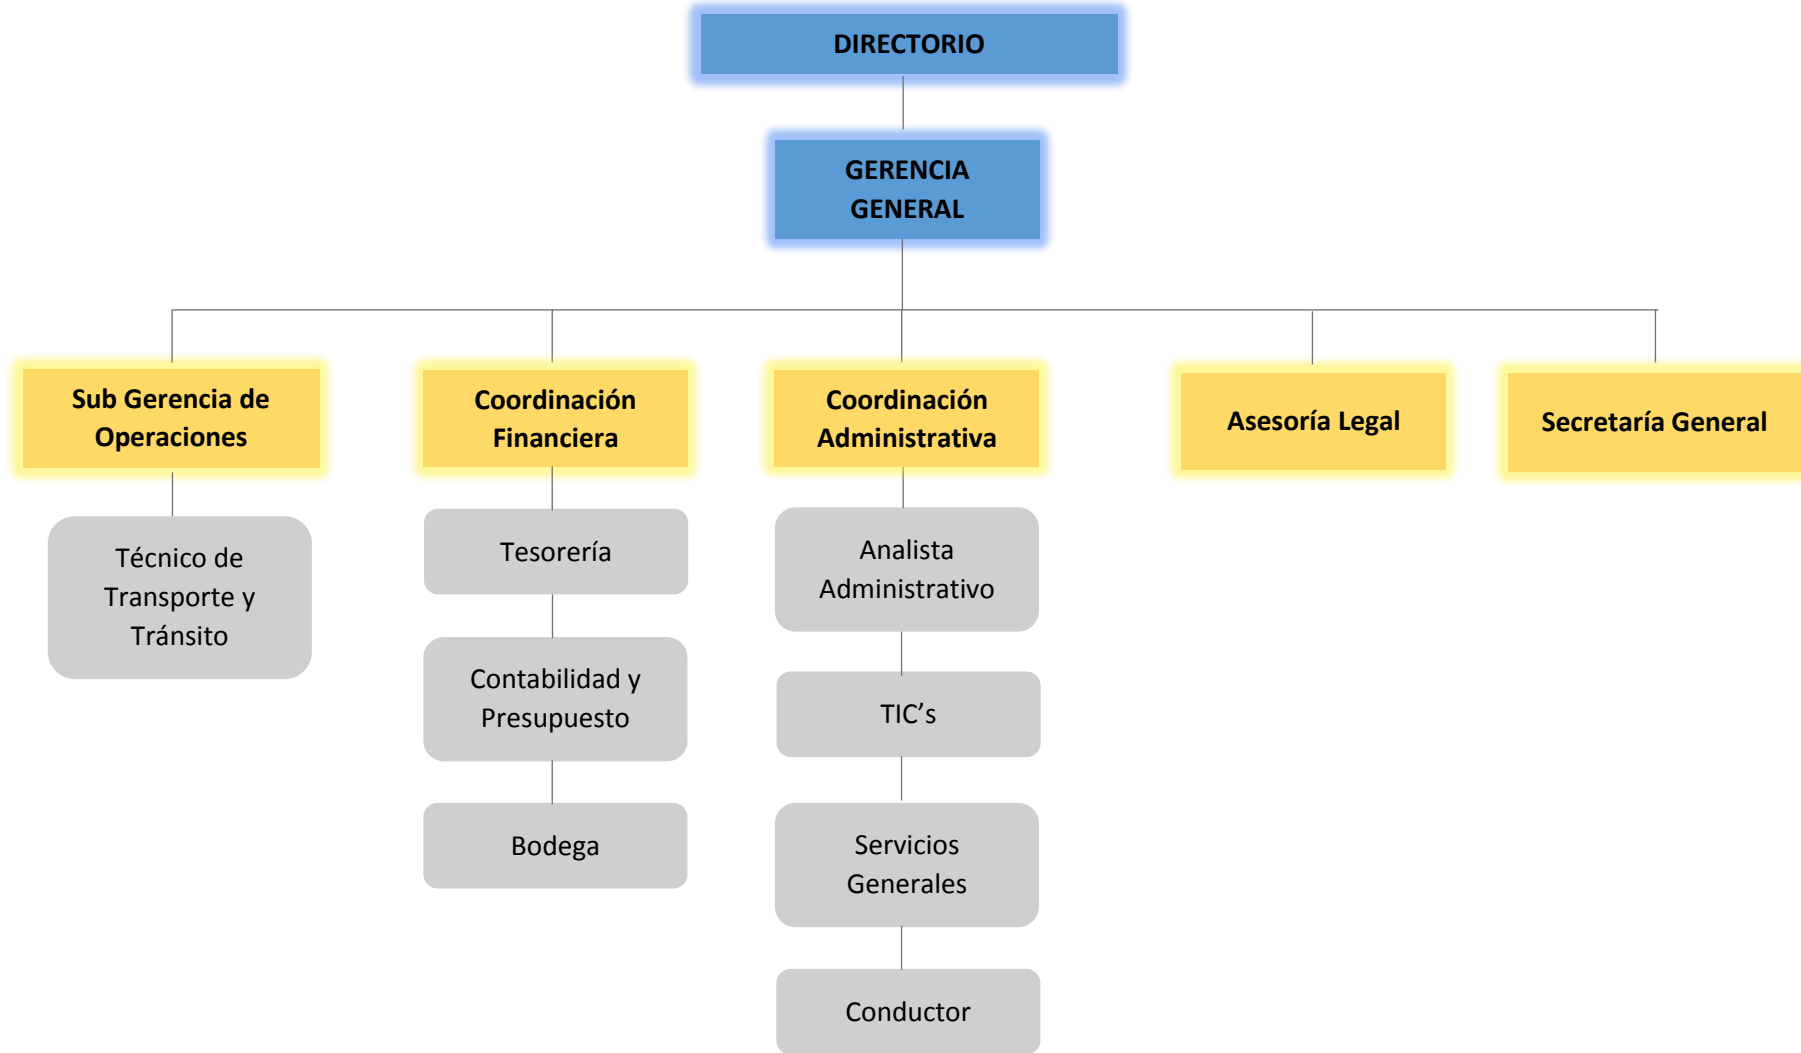 DIRECTORIO
GERENCIA
GENERAL
Sub Gerencia de
Operaciones
Coordinación
Financiera
Coordinación
Administrativa
Asesoría Legal
Secretaría General
Técnico de
Transporte y
Tránsito
Tesorería
Contabilidad y
Presupuesto
Bodega
Analista
Administrativo
TIC’s
Servicios
Generales
Conductor